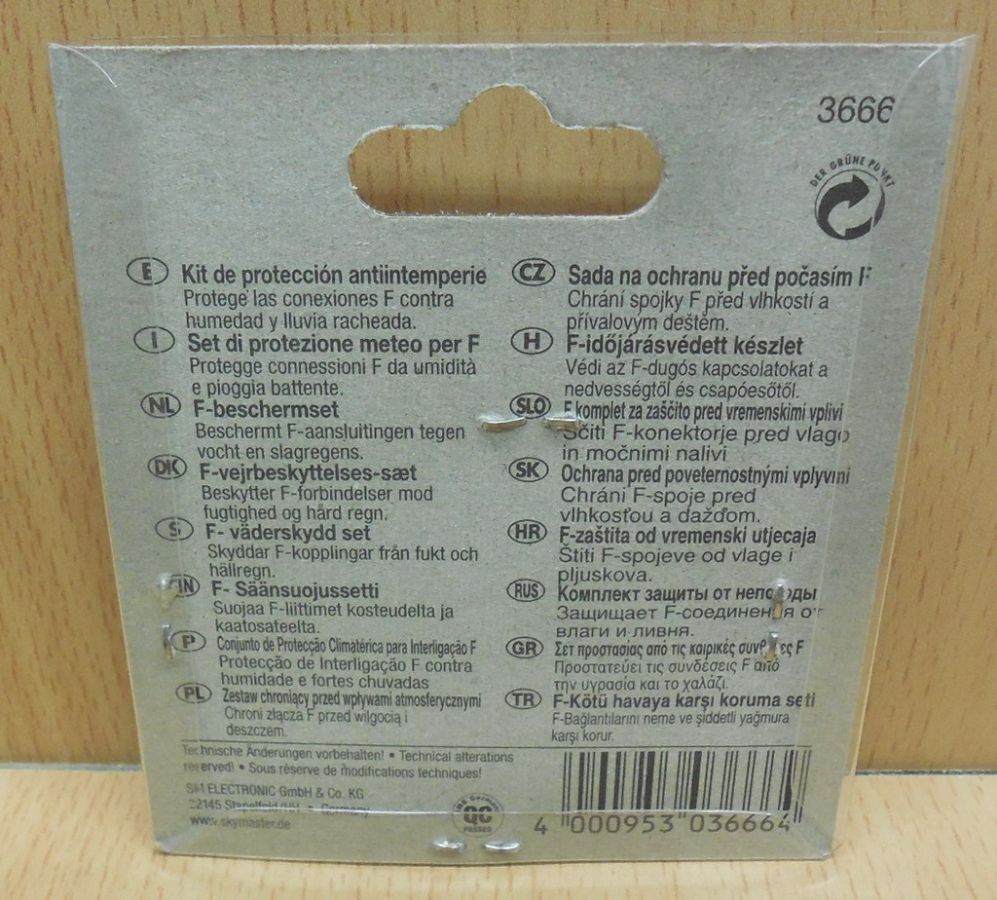 3666
DER GRÜNE PUNKT
E Kit de protección antiintemperie
Protege las conexiones F contra
humedad y lluvia racheada.
I Set di protezione meteo per F
Protegge connessioni F da umidità
e pioggia battente.
NL F-beschermset
Beschermt F-aansluitingen tegen
vocht en slagregens.
DK F-vejrbeskyttelses-sæt
Beskytter F-forbindelser mod
fugtighed og hård regn.
S F- väderskydd set
Skyddar F-kopplingar från fukt och
hällregn.
FIN F- Säänsuojussetti
Suojaa F-liittimet kosteudelta ja
kaatosateelta.
P Conjunto de Protecção Climatérica para Interligação F
Protecção de Interligação F contra
humidade e fortes chuvadas
PL Zestaw chroniący przed wpływami atmosferycznymi
Chroni złącza F przed wilgocią i
deszczem.
CZ Sada na ochranu před počasím F
Chrání spojky F před vlhkostí a
přívalovým deštěm.
H F-időjárásvédett készlet
Védi az F-dugós kapcsolatokat a
nedvességtől és csapóesőtől.
SLO F komplet za zaščito pred vremenskimi vplivi
Ščiti F-konektorje pred vlago
in močnimi nalivi
SK Ochrana pred poveternostnými vplyvini
Chráni F-spoje pred
vlhkosťou a dažďom.
HR F-zaštita od vremenski utjecaja
Štiti F-spojeve od vlage i
pljuskova.
RUS Комплект защиты от непогоды
Защищает F-соединения от
влаги и ливня.
GR Σετ προστασίας από τις καιρικές συνθήκες F
Προστατεύει τις συνδέσεις F από
την υγρασία και το χαλάζι.
TR F-Kötü havaya karşı koruma seti
F-Bağlantılarını neme ve şiddetli yağmura
karşı korur.
Technische Änderungen vorbehalten! • Technical alterations
reserved! • Sous réserve de modifications techniques!
SM ELECTRONIC GmbH & Co. KG
22145 Stapelfeld/HH • Germany
www.skymaster.de
QC
PASSED
4 000953 036664